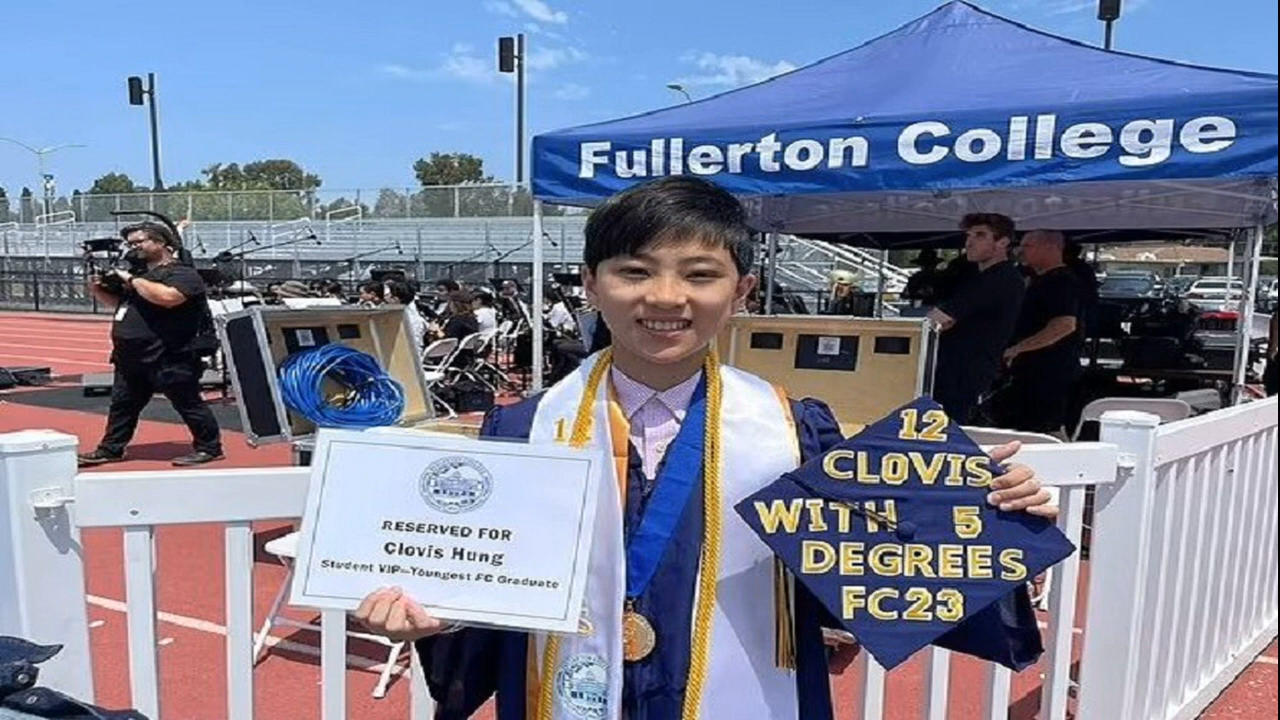 Fullerton College
RESERVED FOR
Clovis Hung
Student VIP–Youngest FC Graduate
12
CLOVIS
WITH 5
DEGREES
FC23